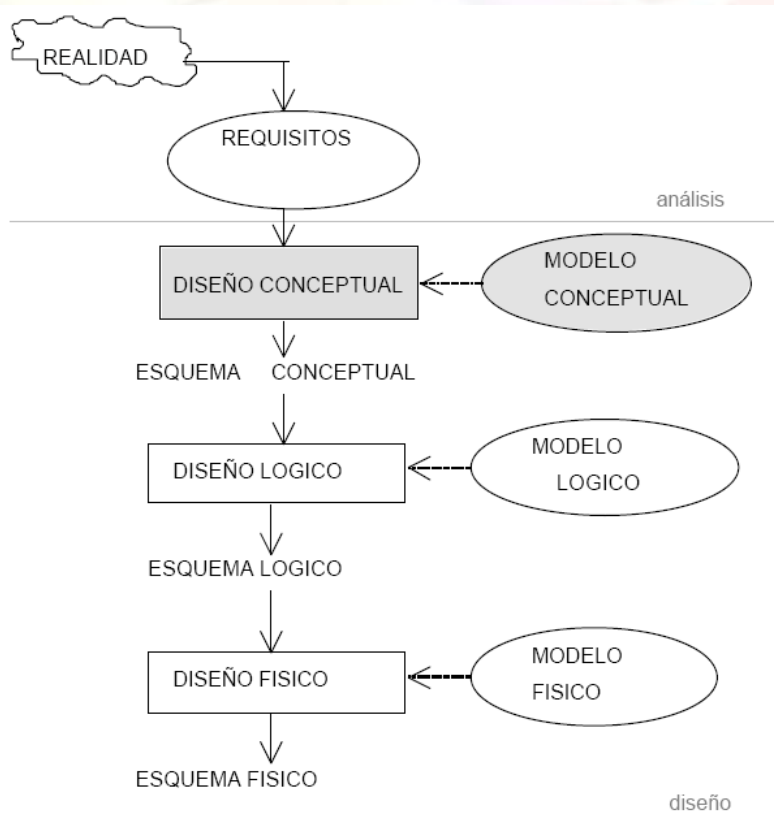 REALIDAD
REQUISITOS
análisis
DISEÑO CONCEPTUAL
MODELO
CONCEPTUAL
ESQUEMA CONCEPTUAL
DISEÑO LOGICO
MODELO
LOGICO
ESQUEMA LOGICO
DISEÑO FISICO
MODELO
FISICO
ESQUEMA FISICO
diseño